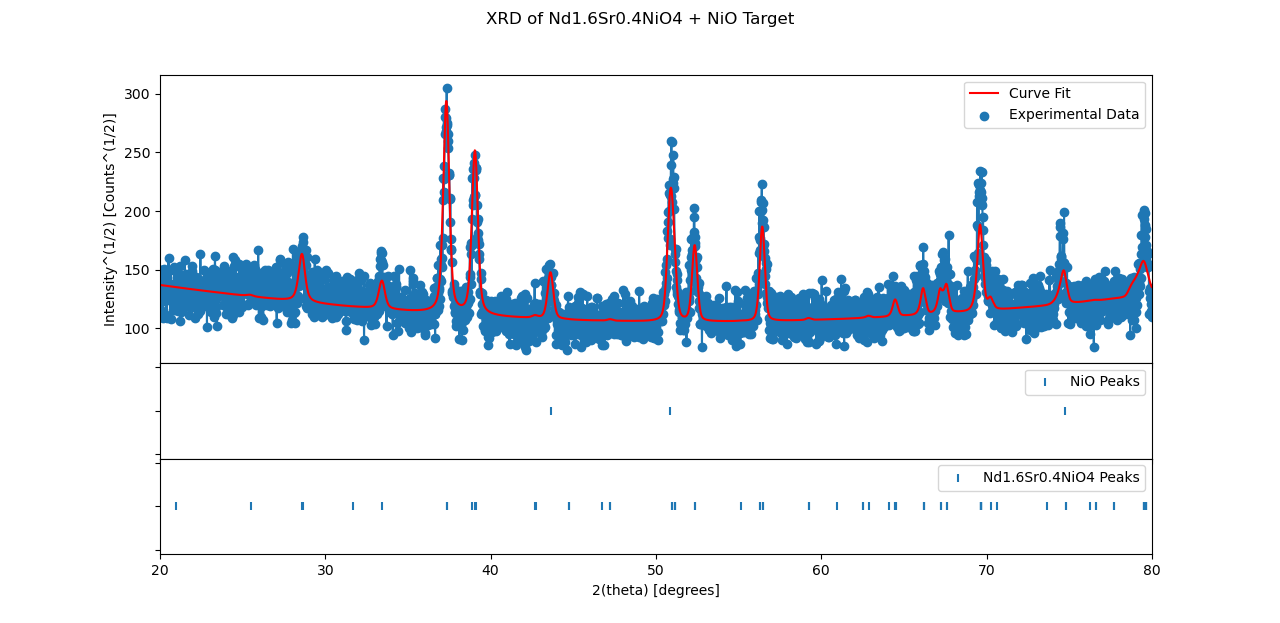 XRD of Nd1.6Sr0.4NiO4 + NiO Target
Intensity^(1/2) [Counts^(1/2)]
300
250
200
150
100
Curve Fit
Experimental Data
NiO Peaks
Nd1.6Sr0.4NiO4 Peaks
20 30 40 50 60 70 80
2(theta) [degrees]